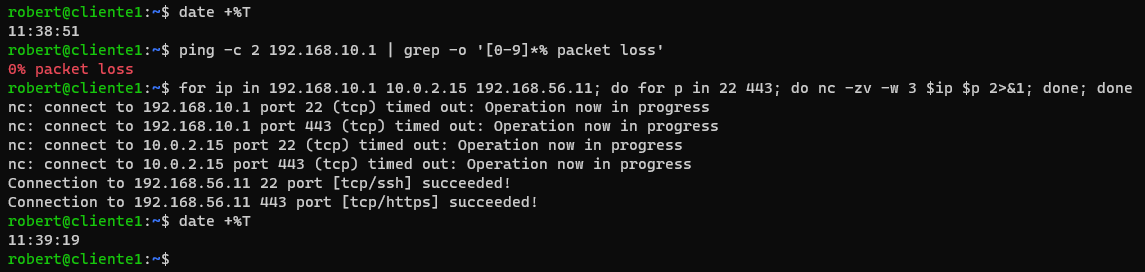 robert@cliente1:~$ date +%T
11:38:51
robert@cliente1:~$ ping -c 2 192.168.10.1 | grep -o '[0-9]*% packet loss'
0% packet loss
robert@cliente1:~$ for ip in 192.168.10.1 10.0.2.15 192.168.56.11; do for p in 22 443; do nc -zv -w 3 $ip $p 2>&1; done; done
nc: connect to 192.168.10.1 port 22 (tcp) timed out: Operation now in progress
nc: connect to 192.168.10.1 port 443 (tcp) timed out: Operation now in progress
nc: connect to 10.0.2.15 port 22 (tcp) timed out: Operation now in progress
nc: connect to 10.0.2.15 port 443 (tcp) timed out: Operation now in progress
Connection to 192.168.56.11 22 port [tcp/ssh] succeeded!
Connection to 192.168.56.11 443 port [tcp/https] succeeded!
robert@cliente1:~$ date +%T
11:39:19
robert@cliente1:~$